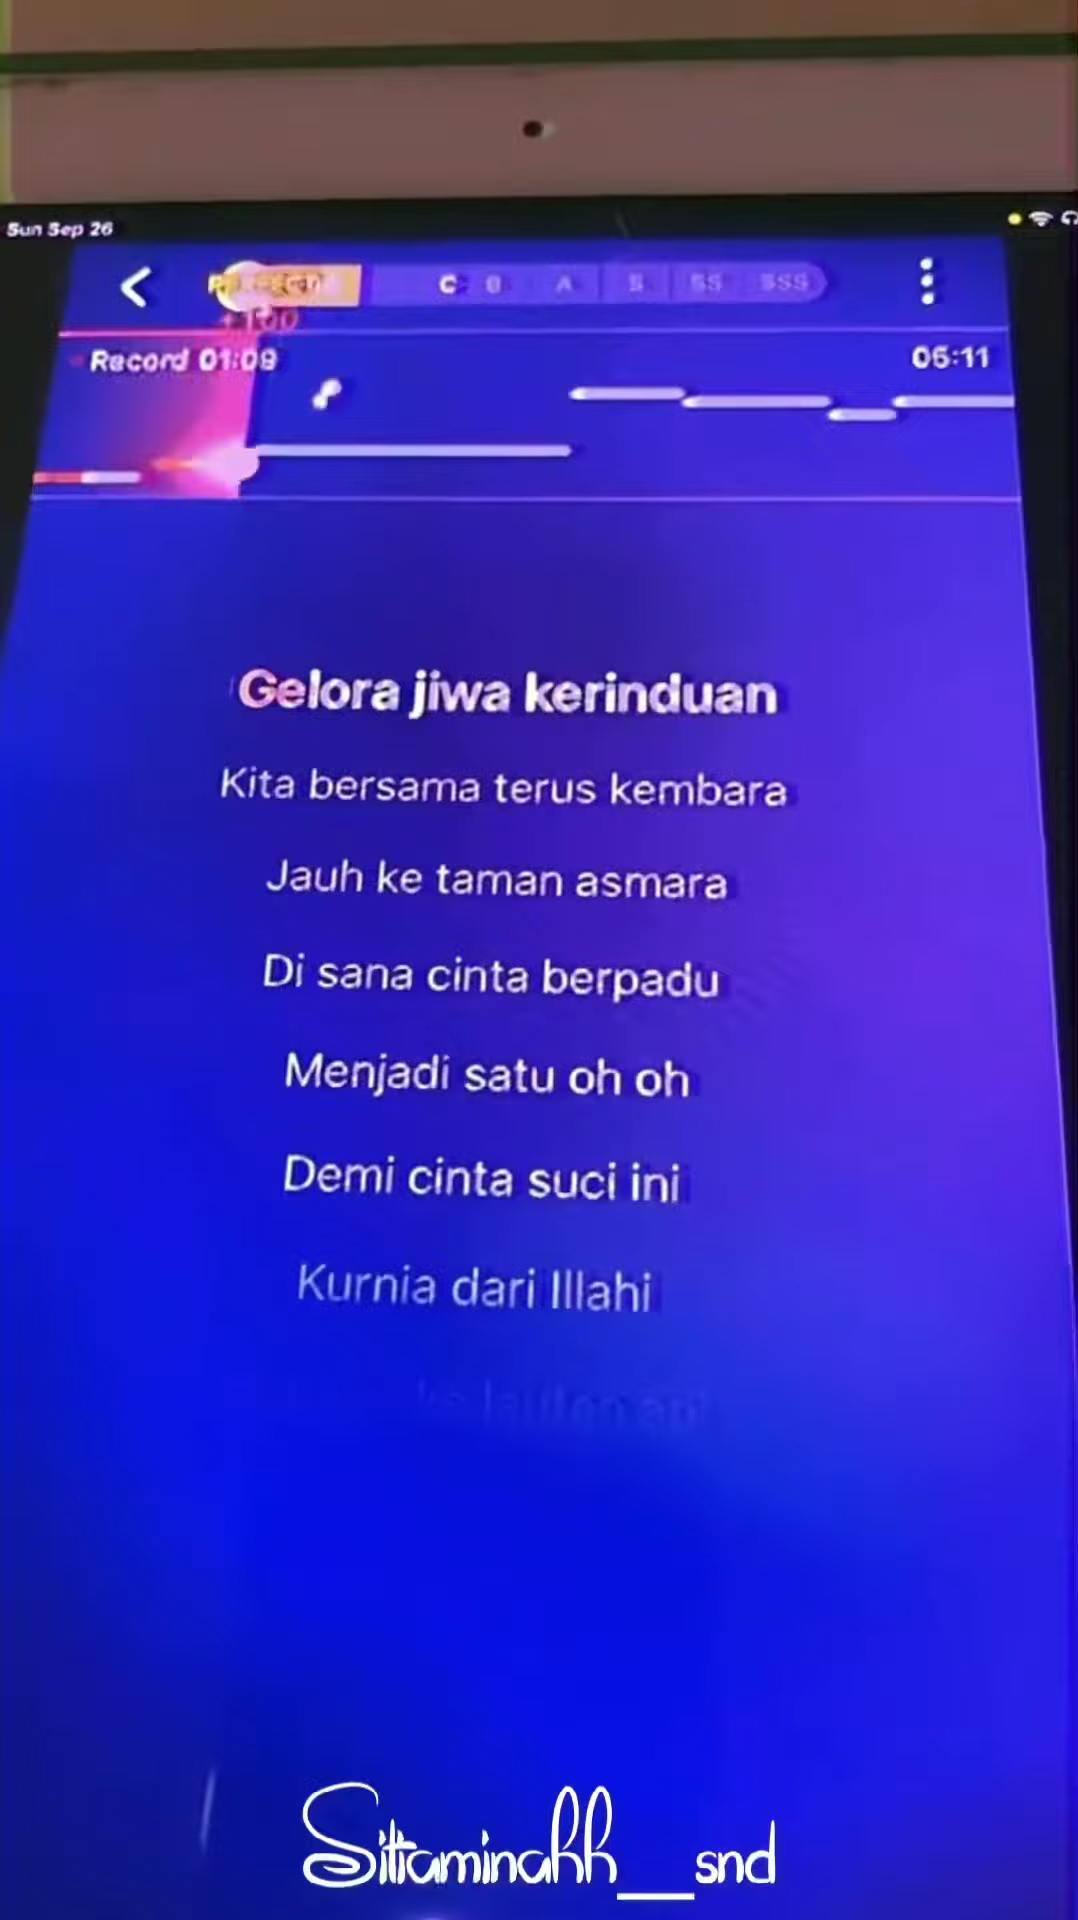 Sun Sep 26
C B A S SS SSS
Record 01:09
05:11
Gelora jiwa kerinduan
Kita bersama terus kembara
Jauh ke taman asmara
Di sana cinta berpadu
Menjadi satu oh oh
Demi cinta suci ini
Kurnia dari Illahi
Sitiaminahh__snd